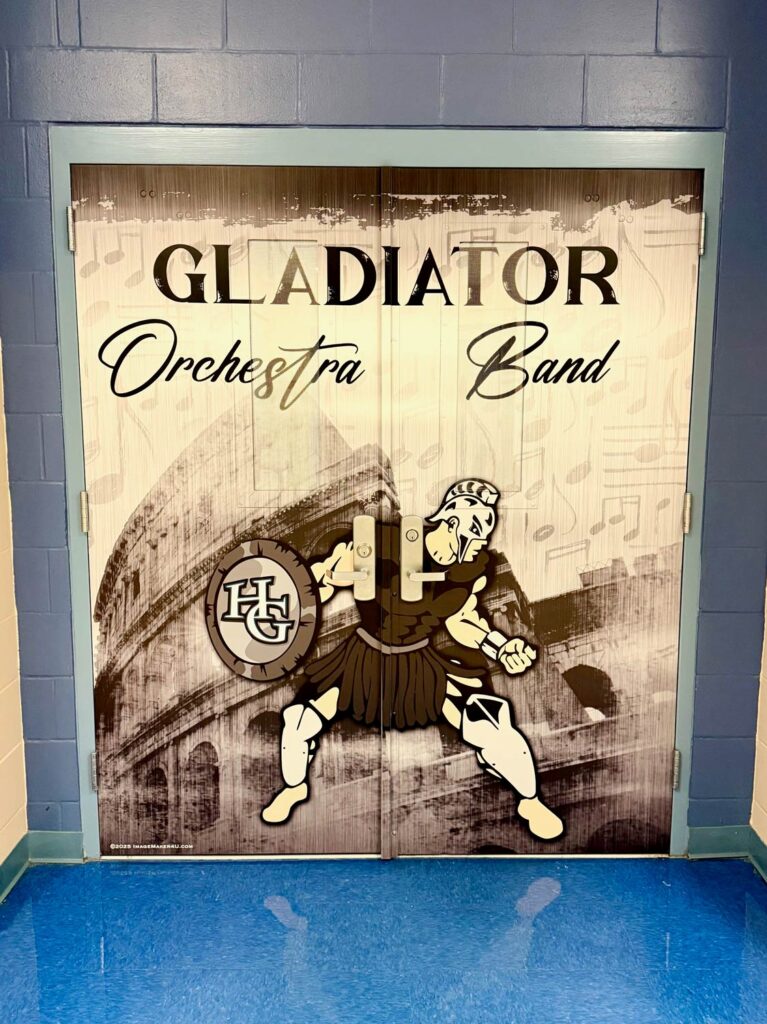 GLADIATOR
Orchestra Band
HG
©2025 IMAGEMAKER4U.COM